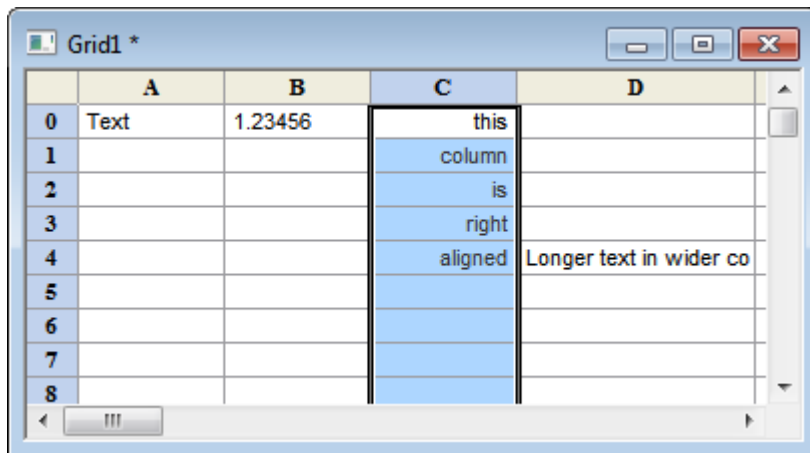 Grid1 *
A B C D
0 Text 1.23456 this
1 column
2 is
3 right
4 aligned Longer text in wider co
5
6
7
8